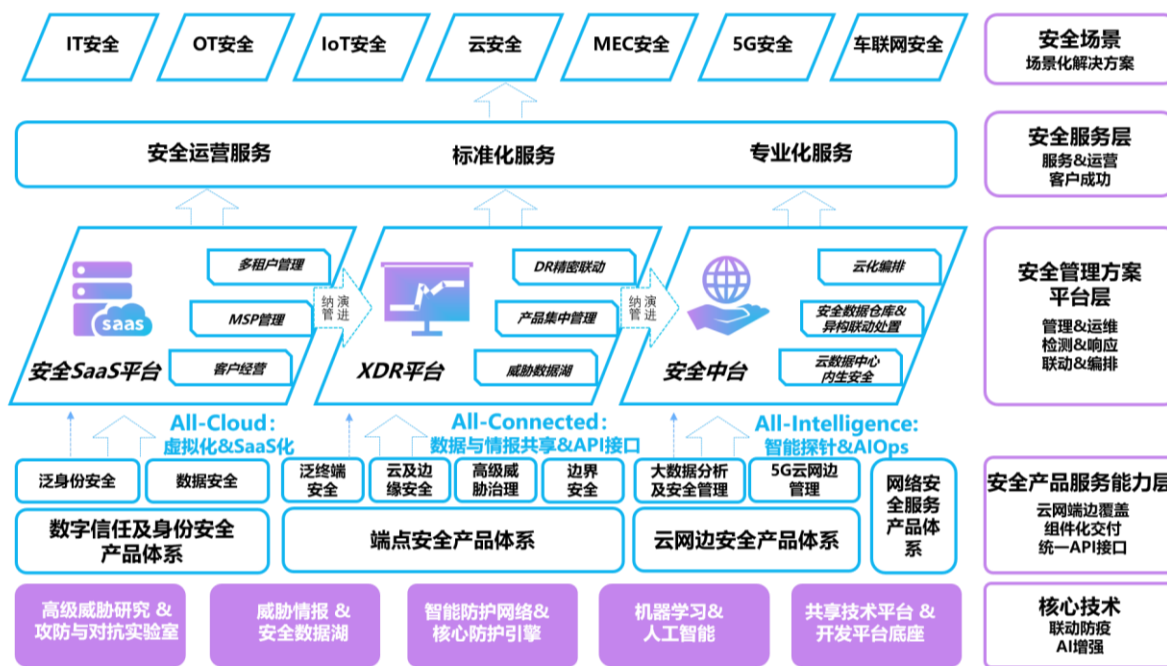 IT安全
OT安全
IoT安全
云安全
MEC安全
5G安全
车联网安全
安全场景
场景化解决方案
安全运营服务
标准化服务
专业化服务
安全服务层
服务&运营
客户成功
多租户管理
MSP管理
客户经营
saas
安全SaaS平台
纳管
演进
DR精密联动
产品集中管理
威胁数据湖
XDR平台
纳管
演进
云化编排
安全数据仓库&
异构联动处置
云数据中心
内生安全
安全中台
安全管理方案
平台层
管理&运维
检测&响应
联动&编排
All-Cloud:
虚拟化&SaaS化
All-Connected:
数据与情报共享&API接口
All-Intelligence:
智能探针&AIOps
泛身份安全
数据安全
数字信任及身份安全
产品体系
泛终端
安全
云及边
缘安全
高级威
胁治理
边界
安全
端点安全产品体系
大数据分析
及安全管理
5G云网边
管理
云网边安全产品体系
网络安
全服务
产品体
系
安全产品服务能力层
云网端边覆盖
组件化交付
统一API接口
高级威胁研究 &
攻防与对抗实验室
威胁情报 &
安全数据湖
智能防护网络&
核心防护引擎
机器学习&
人工智能
共享技术平台 &
开发平台底座
核心技术
联动防疫
AI增强